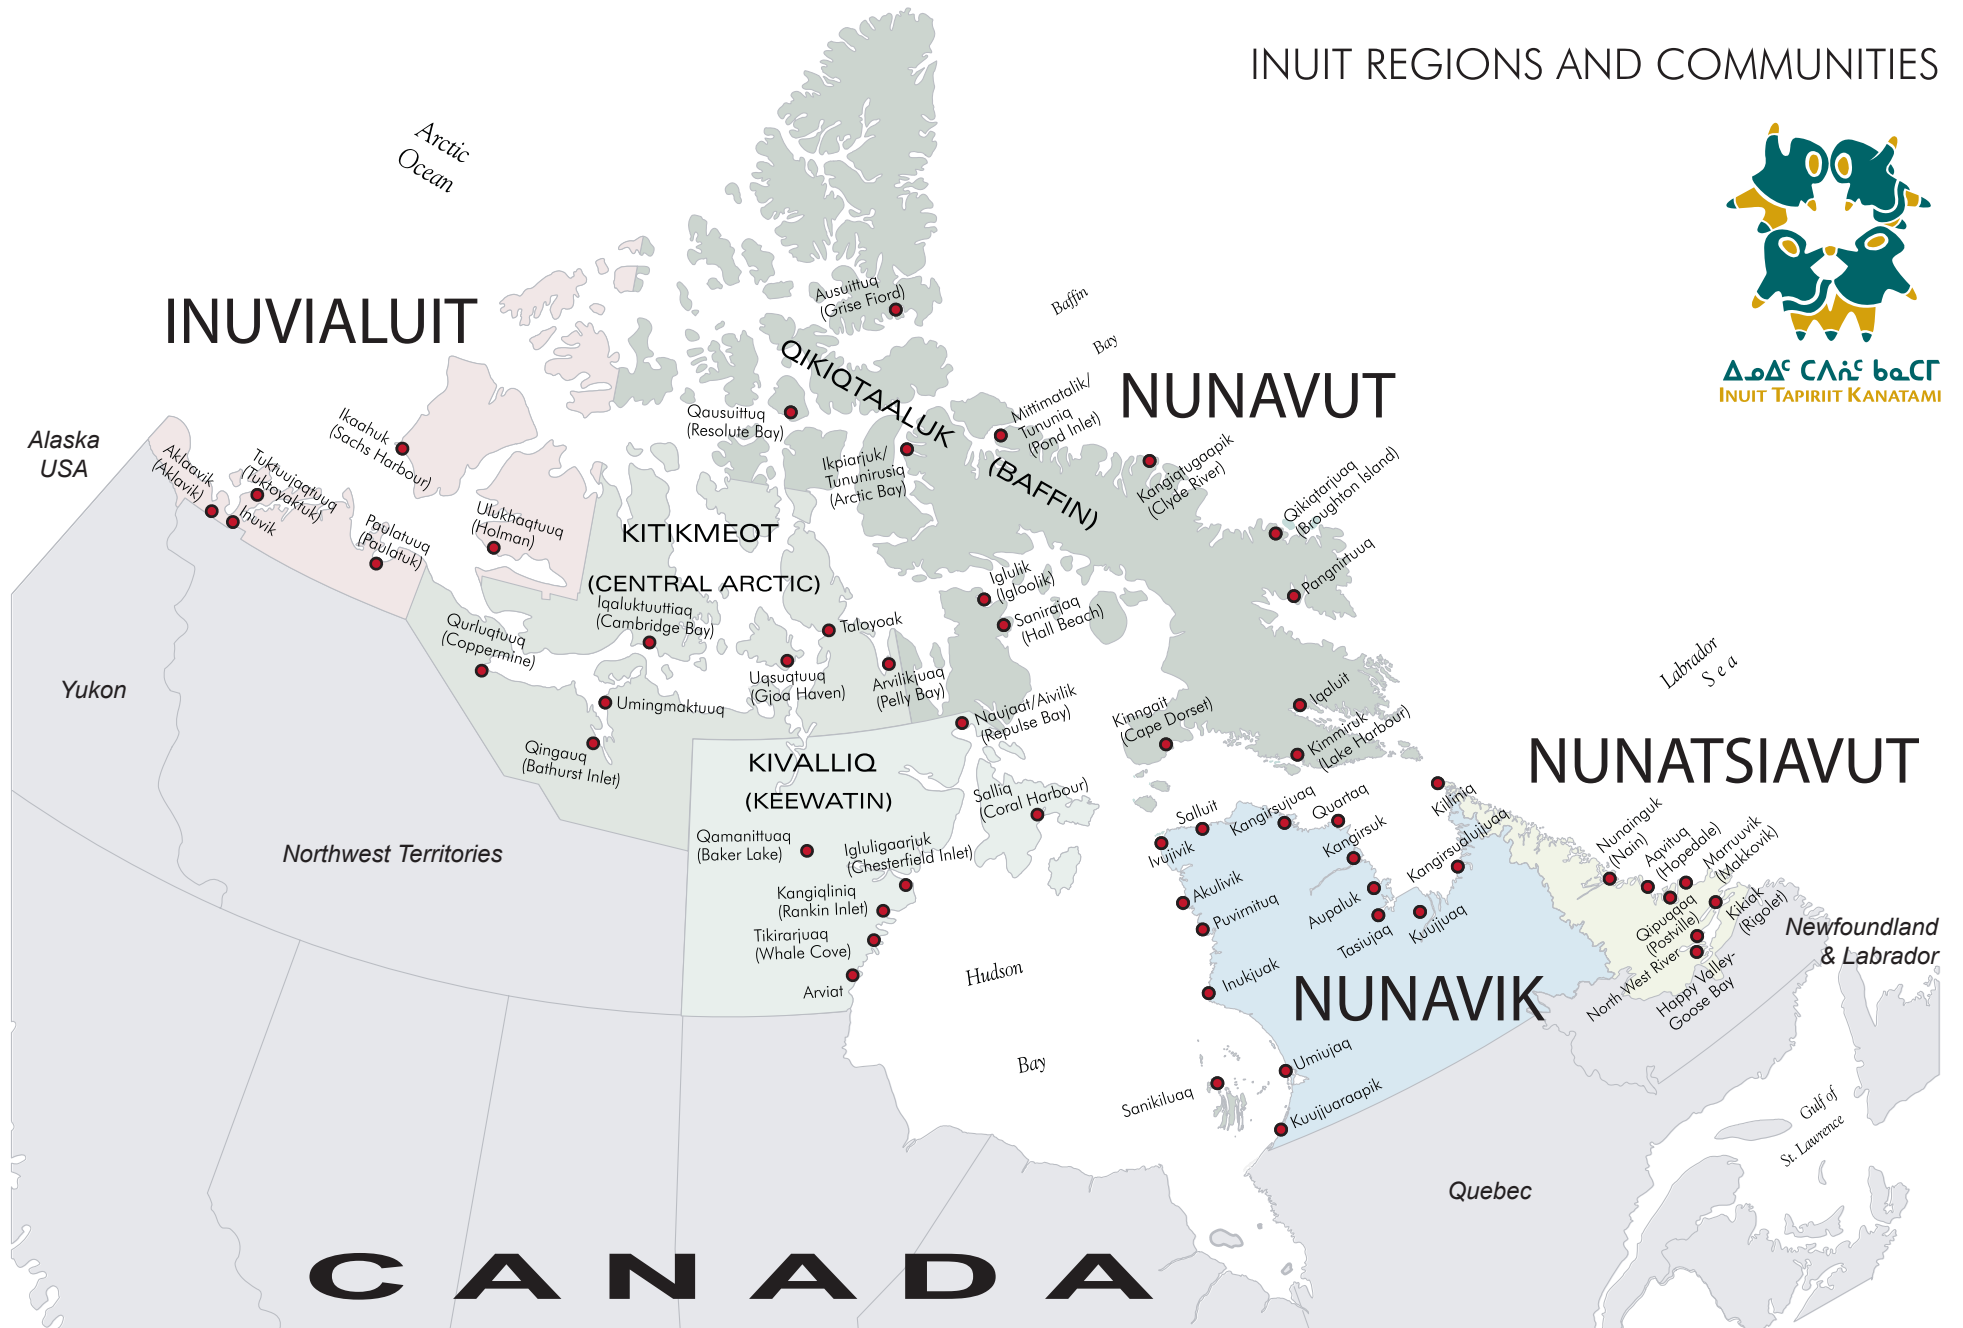 INUIT REGIONS AND COMMUNITIES
ᐃᓄᐃᑦ ᑕᐱᕇᑦ ᑲᓇᑕᒥ
INUIT TAPIRIIT KANATAMI
Arctic
Ocean
INUVIALUIT
Alaska
USA
Aklaavik
(Aklavik)
Tuktuujaqtuuq
(Tuktoyaktuk)
Inuvik
Paulatuuq
(Paulatuk)
Ikaahuk
(Sachs Harbour)
Ulukhaqtuuq
(Holman)
Yukon
Northwest Territories
Ausuittuq
(Grise Fiord)
Baffin
Bay
NUNAVUT
QIKIQTAALUK
(BAFFIN)
Qausuittuq
(Resolute Bay)
Ikpiarjuk/
Tununirusiq
(Arctic Bay)
Mittimatalik/
Tununiq
(Pond Inlet)
Kangiqtugaapik
(Clyde River)
Qikiqtarjuaq
(Broughton Island)
Pangnirtuuq
Iglulik
(Igloolik)
Sanirajaq
(Hall Beach)
KITIKMEOT
(CENTRAL ARCTIC)
Iqaluktuuttiaq
(Cambridge Bay)
Qurluqtuuq
(Coppermine)
Umingmaktuuq
Qingauq
(Bathurst Inlet)
Taloyoak
Uqsuqtuuq
(Gjoa Haven)
Arvilikjuaq
(Pelly Bay)
Naujaat/Aivilik
(Repulse Bay)
Kinngait
(Cape Dorset)
Iqaluit
Kimmiruk
(Lake Harbour)
Labrador
Sea
KIVALLIQ
(KEEWATIN)
Salliq
(Coral Harbour)
Qamanittuaq
(Baker Lake)
Igluligaarjuk
(Chesterfield Inlet)
Kangiqliniq
(Rankin Inlet)
Tikirarjuaq
(Whale Cove)
Arviat
Hudson
Bay
Sanikiluaq
NUNAVIK
Salluit
Ivujivik
Kangirsujuaq
Quartaq
Kangirsuk
Akulivik
Puvirnituq
Aupaluk
Tasiujaq
Kuujjuaq
Kangirsualujjuaq
Killiniq
Inukjuak
Umiujaq
Kuujjuaraapik
NUNATSIAVUT
Nunainguk
(Nain)
Aqvituq
(Hopedale)
Marruuvik
(Makkovik)
Qipuqqaq
(Postville)
Kikiak
(Rigolet)
North West River
Happy Valley-
Goose Bay
Newfoundland
& Labrador
Gulf of
St. Lawrence
Quebec
CANADA